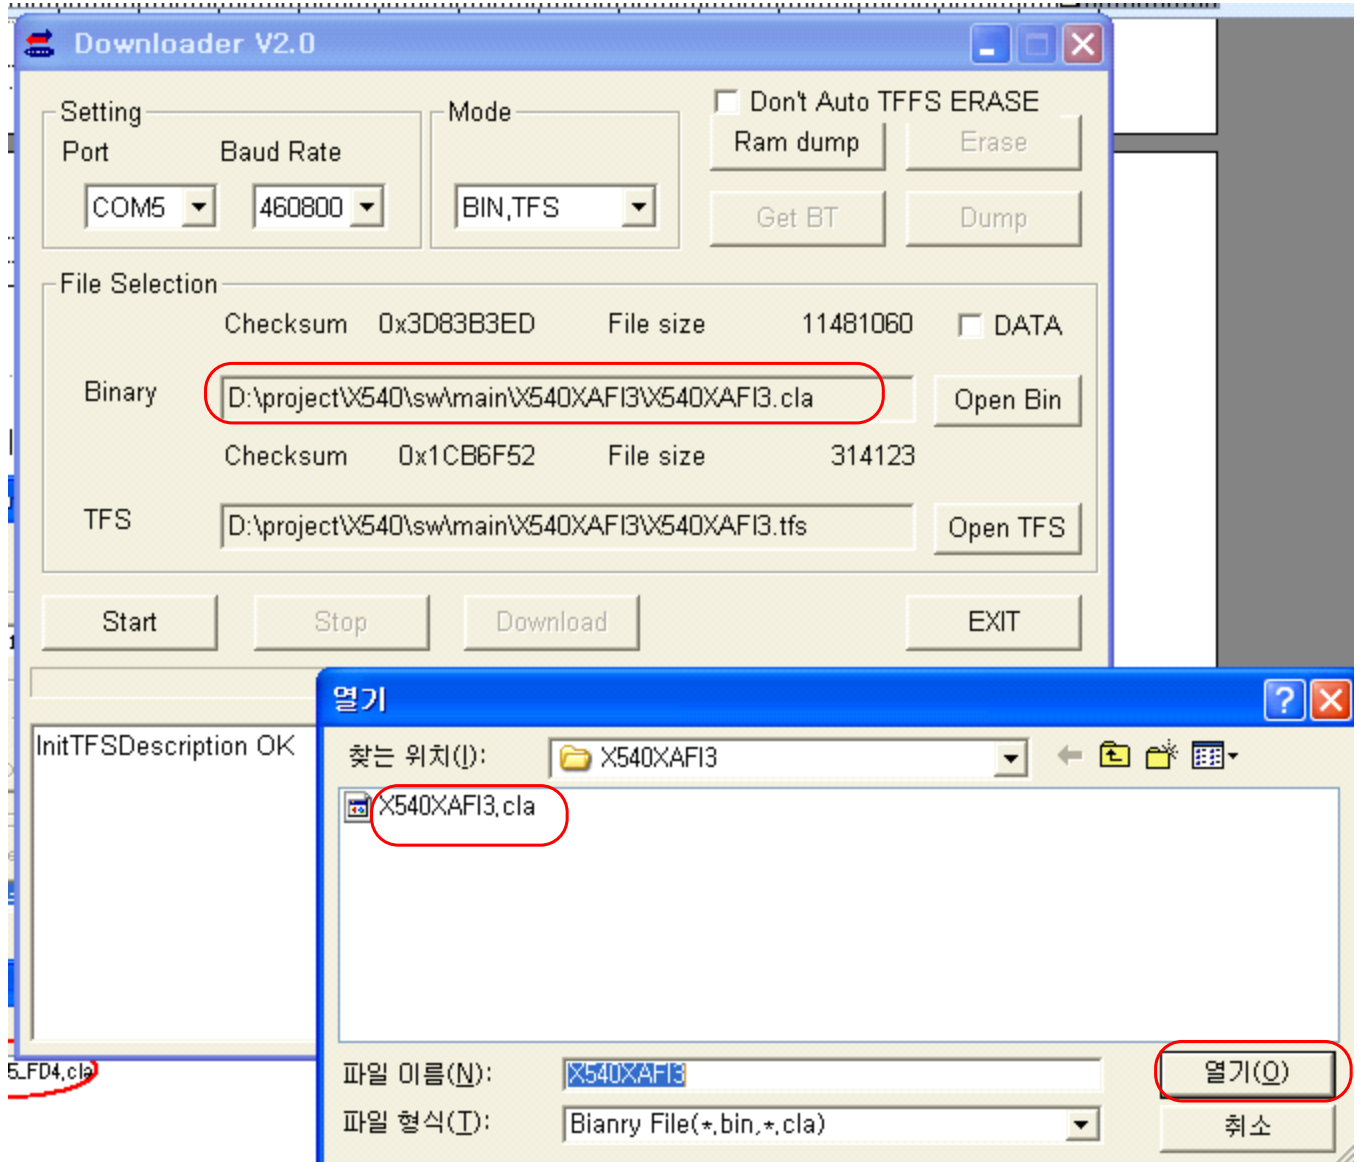 Downloader V2.0
Don't Auto TFFS ERASE
Setting
Mode
Port
Baud Rate
Ram dump
Erase
COM5
460800
BIN,TFS
Get BT
Dump
File Selection
Checksum 0x3D83B3ED File size 11481060 DATA
Binary
D:\project\X540\sw\main\X540XAFI3\X540XAFI3.cla
Open Bin
Checksum 0x1CB6F52 File size 314123
TFS
D:\project\X540\sw\main\X540XAFI3\X540XAFI3.tfs
Open TFS
Start
Stop
Download
EXIT
열기
InitTFSDescription OK
찾는 위치(I):
X540XAFI3
X540XAFI3,cla
5_FD4,cla
파일 이름(N):
X540XAFI3
열기(O)
파일 형식(T):
Bianry File(*,bin,*,cla)
취소